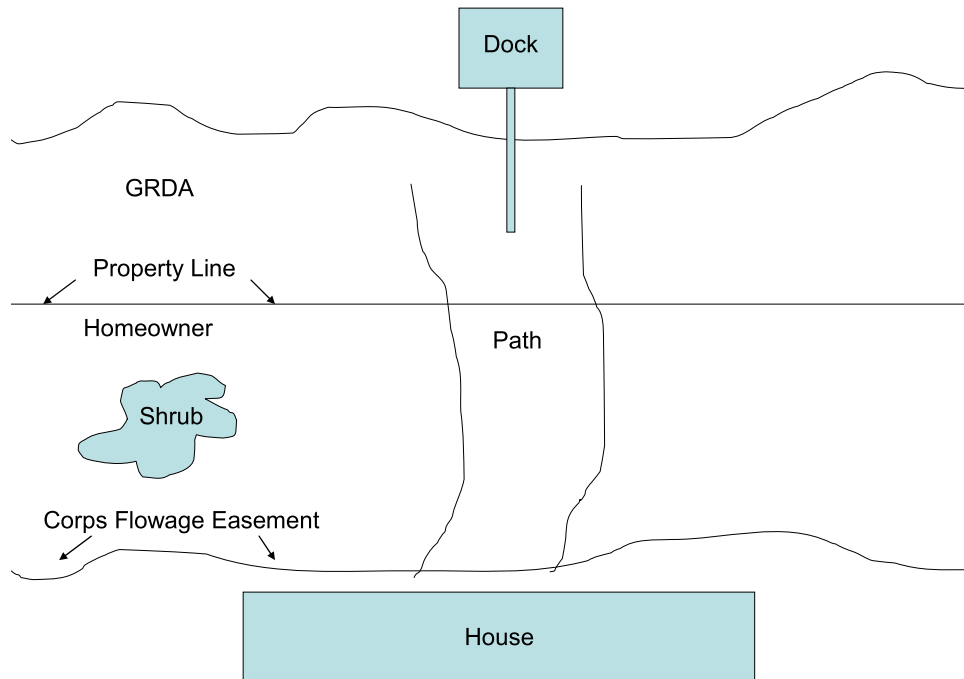 Dock
GRDA
Property Line
Homeowner
Path
Shrub
Corps Flowage Easement
House